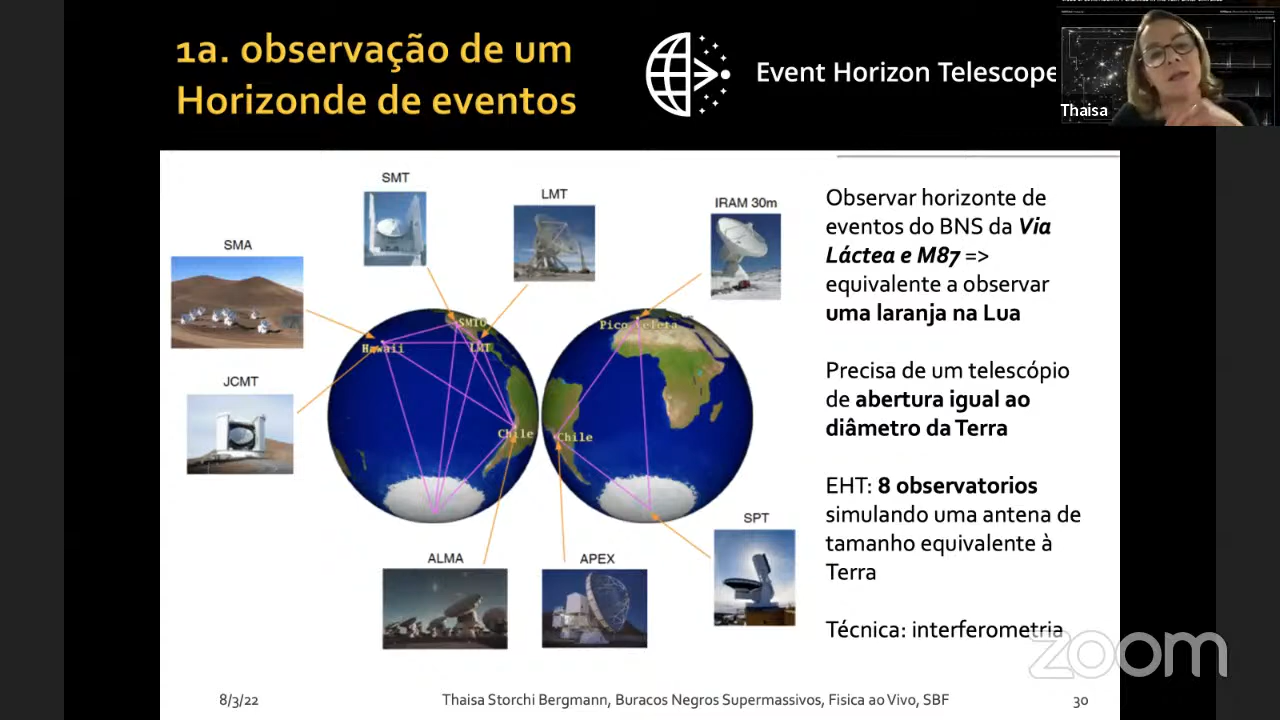 1a. observação de um
Horizonde de eventos
Event Horizon Telescope
Thaisa
SMT
LMT
IRAM 30m
SMA
JCMT
SMTO
Hawaii
LMT
Chile
Pico Veleta
Chile
ALMA
APEX
SPT
Observar horizonte de
eventos do BNS da Via
Láctea e M87 =>
equivalente a observar
uma laranja na Lua
Precisa de um telescópio
de abertura igual ao
diâmetro da Terra
EHT: 8 observatorios
simulando uma antena de
tamanho equivalente à
Terra
Técnica: interferometria
zoom
8/3/22
Thaisa Storchi Bergmann, Buracos Negros Supermassivos, Fisica ao Vivo, SBF
30